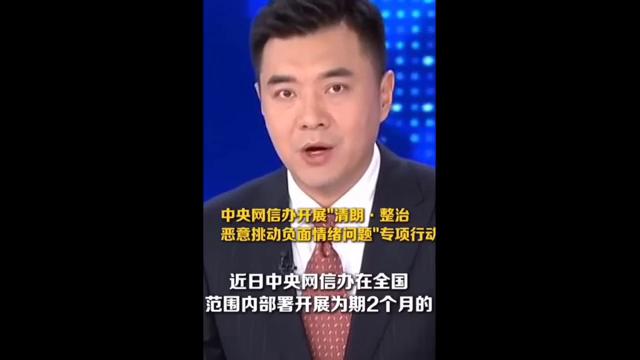 中央网信办开展"清朗·整治
恶意挑动负面情绪问题"专项行动
近日中央网信办在全国
范围内部署开展为期2个月的